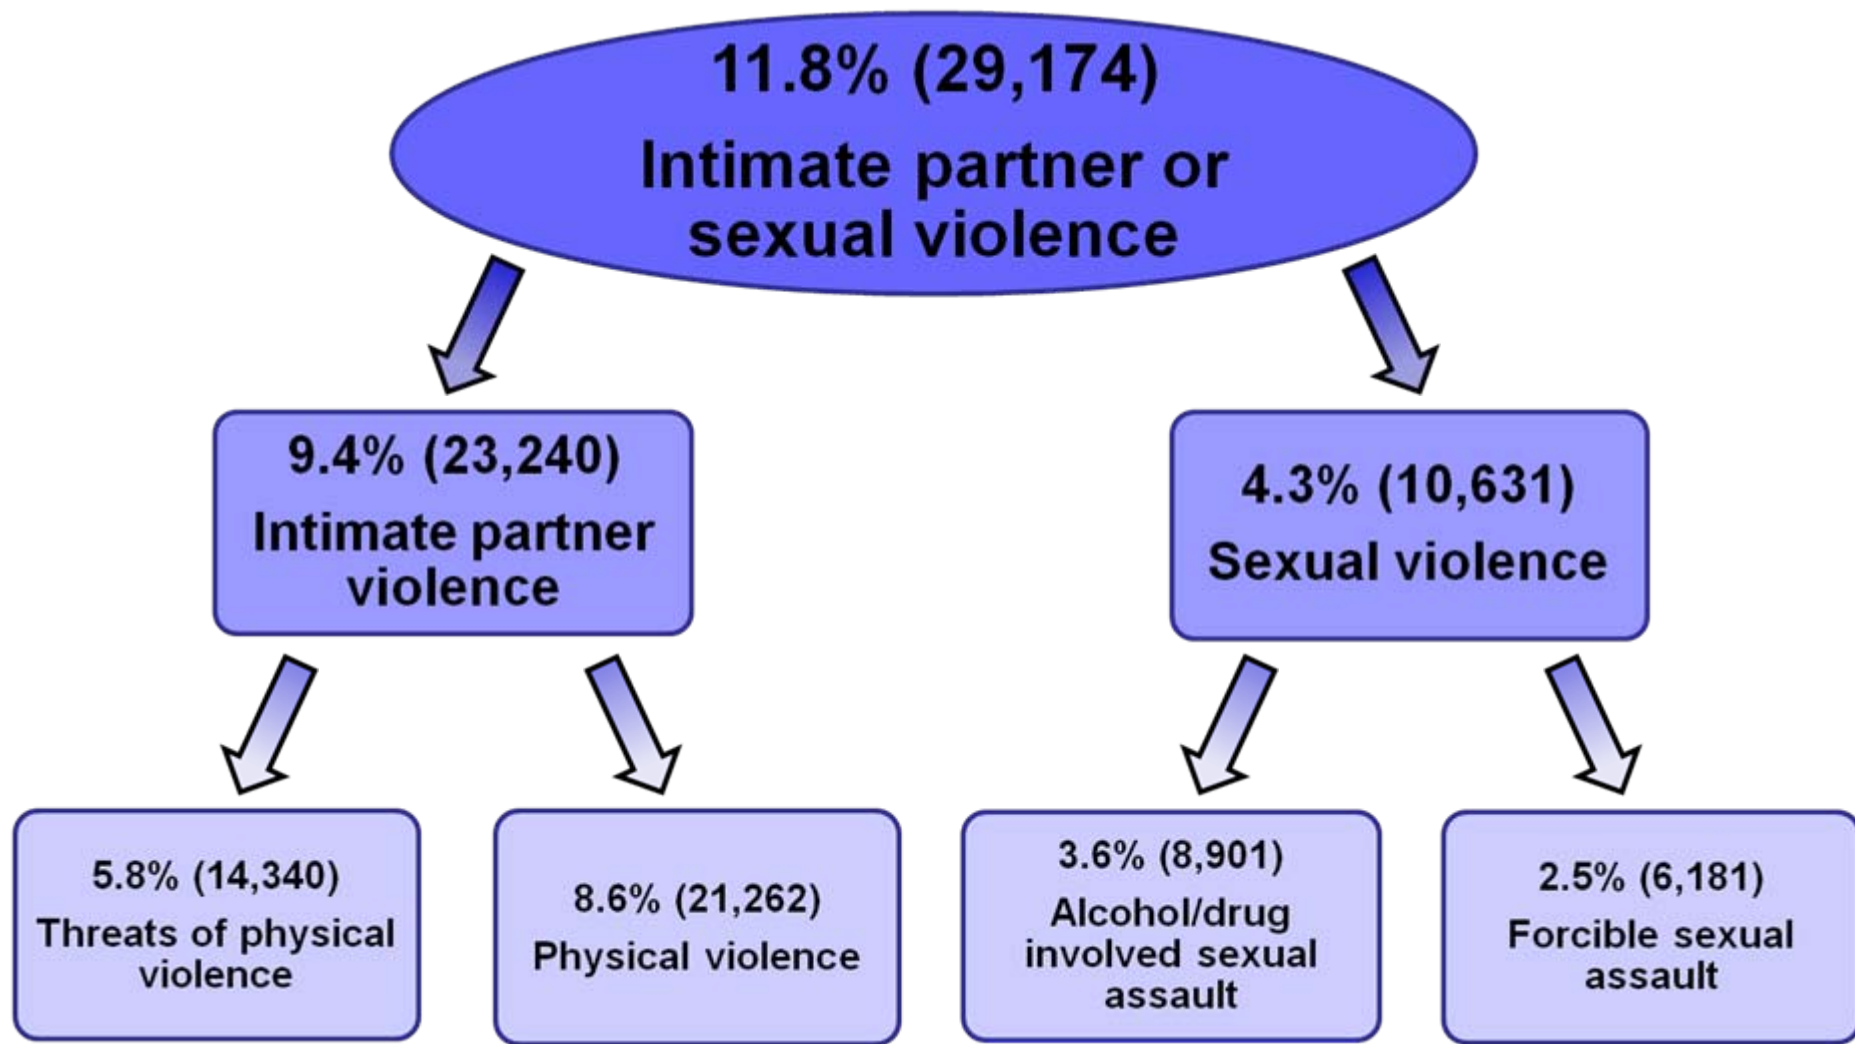 11.8% (29,174)
Intimate partner or
sexual violence
9.4% (23,240)
Intimate partner
violence
4.3% (10,631)
Sexual violence
5.8% (14,340)
Threats of physical
violence
8.6% (21,262)
Physical violence
3.6% (8,901)
Alcohol/drug
involved sexual
assault
2.5% (6,181)
Forcible sexual
assault